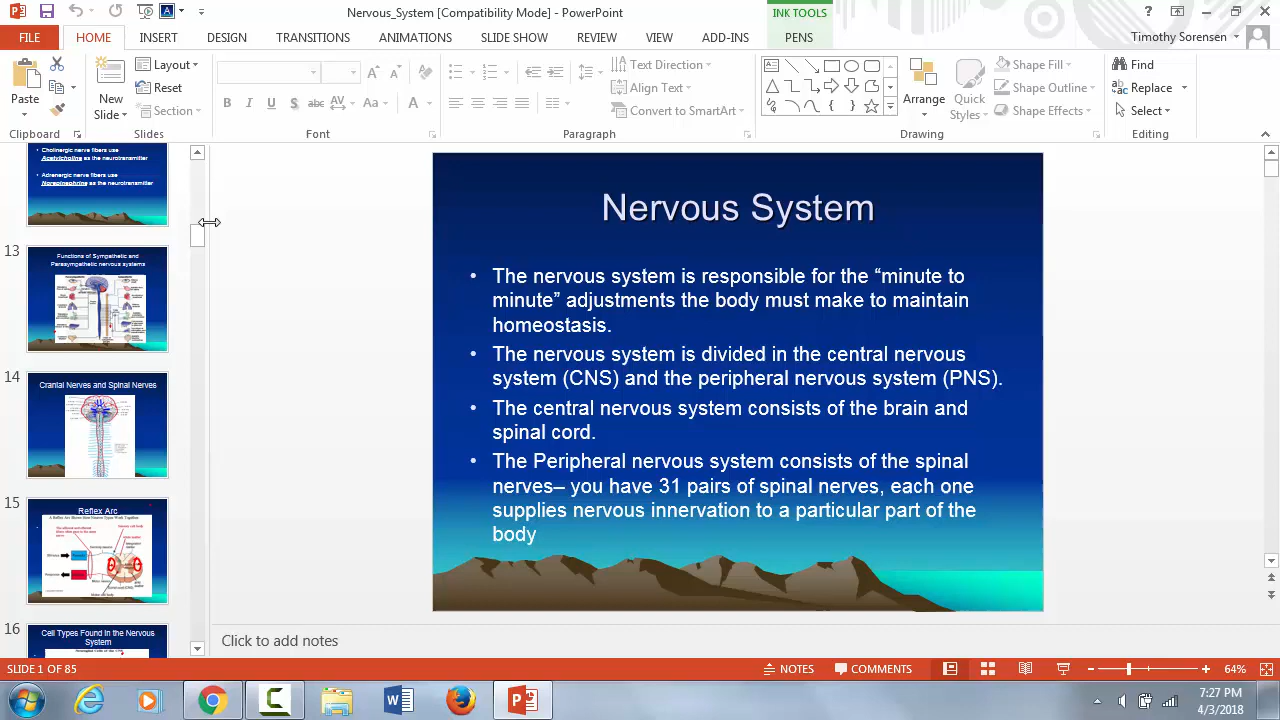 Nervous_System [Compatibility Mode] - PowerPoint
INK TOOLS
?
FILE
HOME
INSERT
DESIGN
TRANSITIONS
ANIMATIONS
SLIDE SHOW
REVIEW
VIEW
ADD-INS
PENS
Timothy Sorensen
Paste
New
Slide
Layout
Reset
Section
B I U S abc AV Aa A
Text Direction
Align Text
Convert to SmartArt
Arrange
Quick
Styles
Shape Fill
Shape Outline
Shape Effects
Find
Replace
Select
Clipboard
Slides
Font
Paragraph
Drawing
Editing
• Cholinergic nerve fibers use
Acetylcholine as the neurotransmitter
• Adrenergic nerve fibers use
Norepinephrine as the neurotransmitter
13
Functions of Sympathetic and
Parasympathetic nervous systems
14
Cranial Nerves and Spinal Nerves
15
Reflex Arc
16
Cell Types Found in the Nervous
System
Nervous System
• The nervous system is responsible for the “minute to
minute” adjustments the body must make to maintain
homeostasis.
• The nervous system is divided in the central nervous
system (CNS) and the peripheral nervous system (PNS).
• The central nervous system consists of the brain and
spinal cord.
• The Peripheral nervous system consists of the spinal
nerves– you have 31 pairs of spinal nerves, each one
supplies nervous innervation to a particular part of the
body
Click to add notes
SLIDE 1 OF 85
NOTES
COMMENTS
64%
7:27 PM
4/3/2018